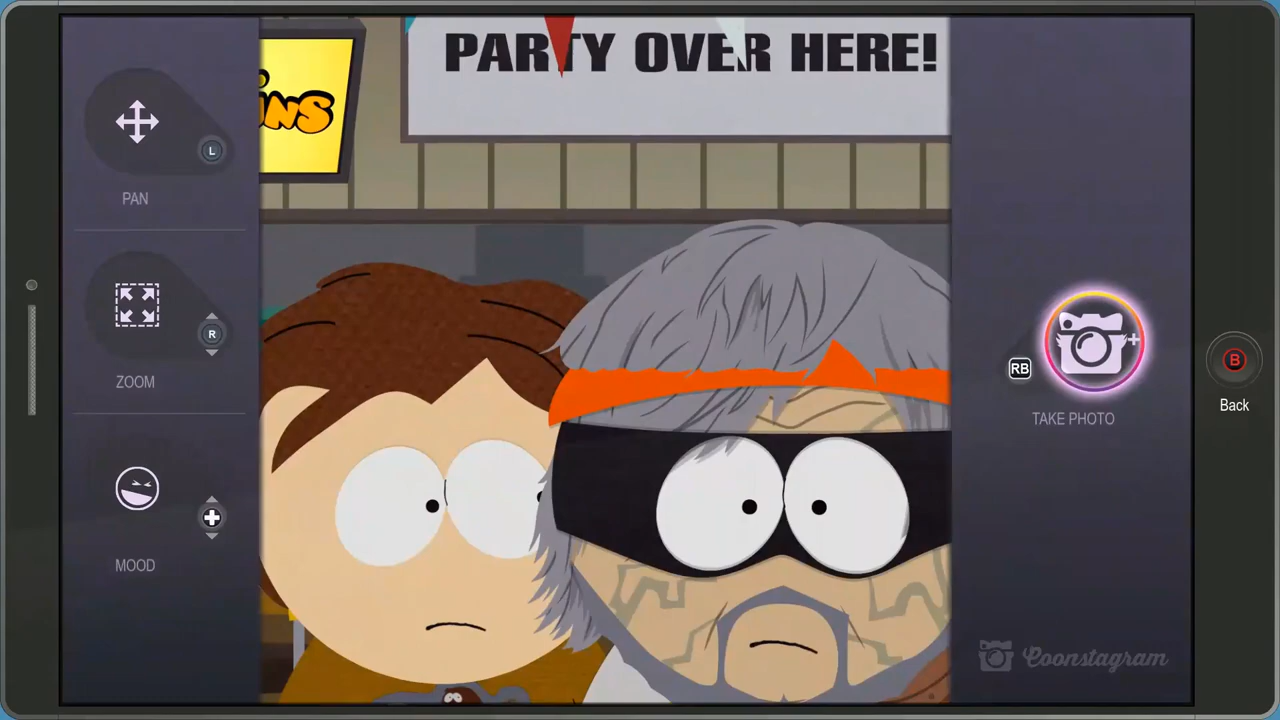 PARTY OVER HERE!
L
PAN
R
ZOOM
MOOD
RB
TAKE PHOTO
B
Back
Coonstagram